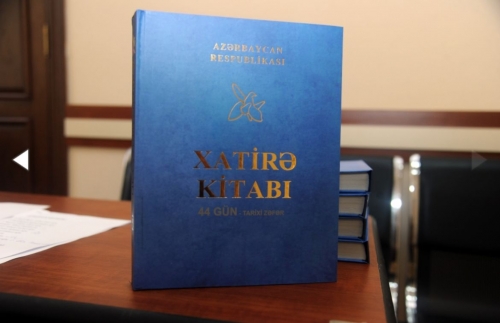 AZƏRBAYCAN
RESPUBLİKASI
XATİRƏ
KİTABI
44 GÜN